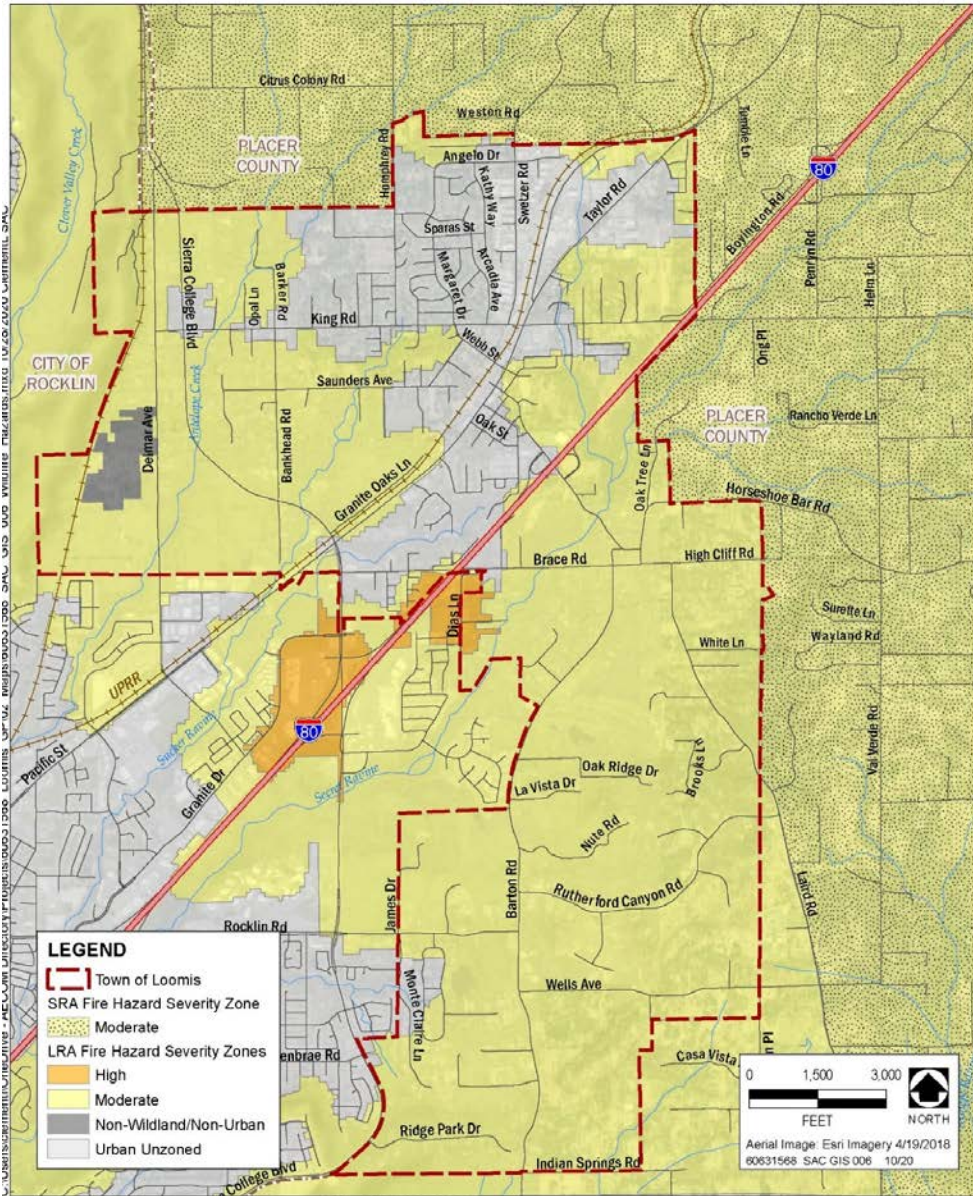 Citrus Colony Rd
Weston Rd
Clover Valley Creek
PLACER
COUNTY
Humphrey Rd
Angelo Dr
Kathy Way
Swetzer Rd
Taylor Rd
Tumble Ln
80
Boyington Rd
Penryn Rd
Helm Ln
Sparas St
Margaret Dr
Arcadia Ave
Sierra College Blvd
Opal Ln
Barker Rd
King Rd
Webb St
Ong Pl
CITY OF
ROCKLIN
Antelope Creek
Saunders Ave
Oak St
PLACER
COUNTY
Rancho Verde Ln
Delmar Ave
Bankhead Rd
Granite Oaks Ln
Oak Tree Ln
Horseshoe Bar Rd
Brace Rd
High Cliff Rd
Dias Ln
Surette Ln
Wayland Rd
White Ln
UPRR
80
Sucker Ravine
Pacific St
Granite Dr
Secret Ravine
Val Verde Rd
Brooks Ln
Oak Ridge Dr
La Vista Dr
Nute Rd
James Dr
Barton Rd
Rutherford Canyon Rd
Laird Rd
Rocklin Rd
Monte Claire Ln
Wells Ave
enbrae Rd
Casa Vista
n Pl
Ridge Park Dr
Indian Springs Rd
College Blvd
LEGEND
Town of Loomis
SRA Fire Hazard Severity Zone
Moderate
LRA Fire Hazard Severity Zones
High
Moderate
Non-Wildland/Non-Urban
Urban Unzoned
0 1,500 3,000
FEET
NORTH
Aerial Image: Esri Imagery 4/19/2018
60631568 SAC GIS 006 10/20